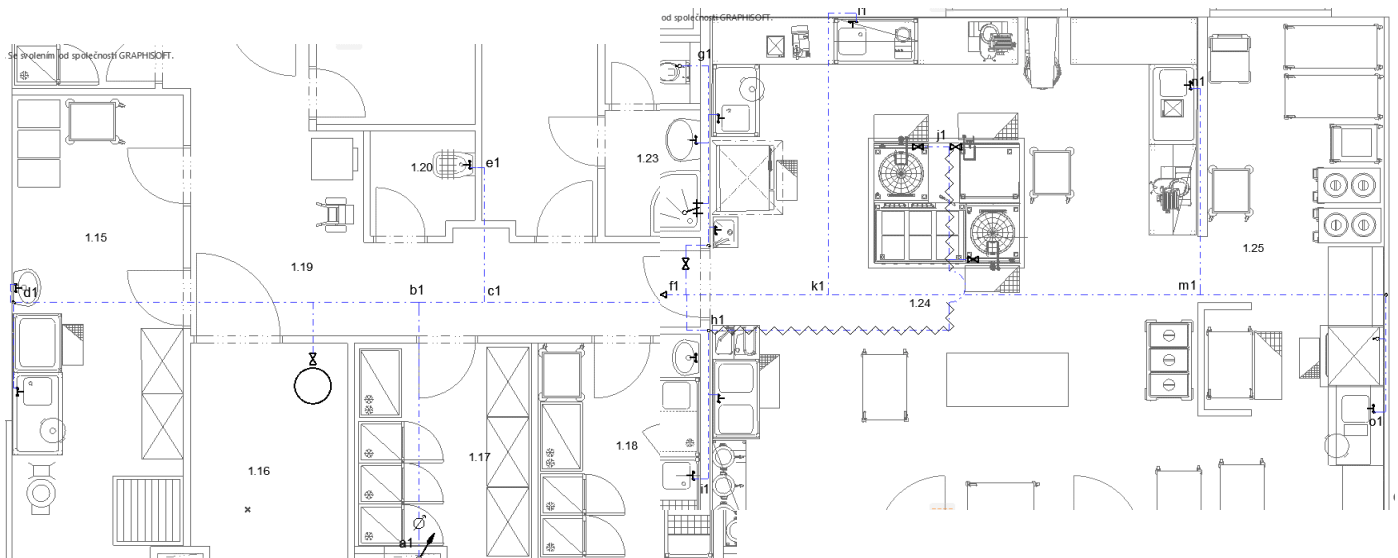 od společnosti GRAPHISOFT.
Se svolením od společnosti GRAPHISOFT.
g1
n1
j1
1.23
1.20
e1
1.15
1.25
1.19
d1
b1
c1
f1
k1
1.24
m1
h1
o1
1.18
1.17
1.16
i1
a1